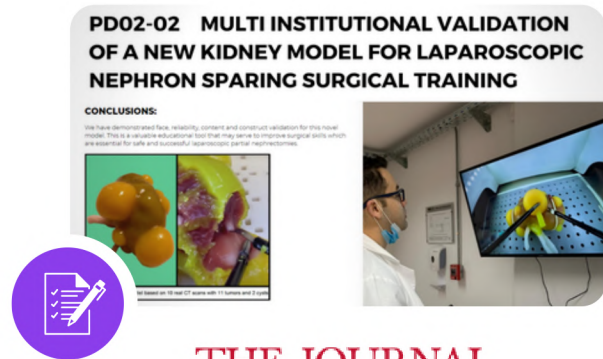 PD02-02 MULTI INSTITUTIONAL VALIDATION
OF A NEW KIDNEY MODEL FOR LAPAROSCOPIC
NEPHRON SPARING SURGICAL TRAINING
CONCLUSIONS:
We have demonstrated face, reliability, content and construct validation for this novel
model. This is a valuable educational tool that may serve to improve surgical skills which
are essential for safe and successful laparoscopic partial nephrectomies.
based on 10 real CT scans with 11 tumors and 2 cysts
THE JOURNAL